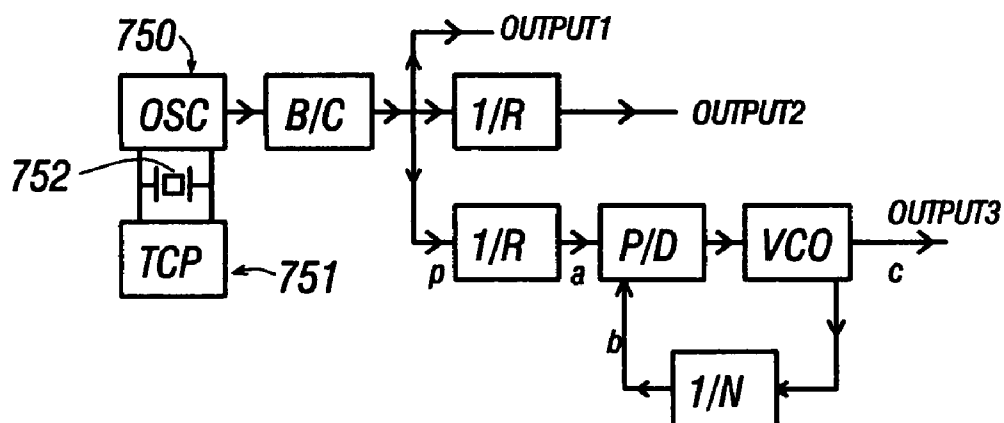 750
OUTPUT1
OSC
B/C
1/R
OUTPUT2
752
TCP
751
1/R
P/D
VCO
OUTPUT3
p
a
c
b
1/N